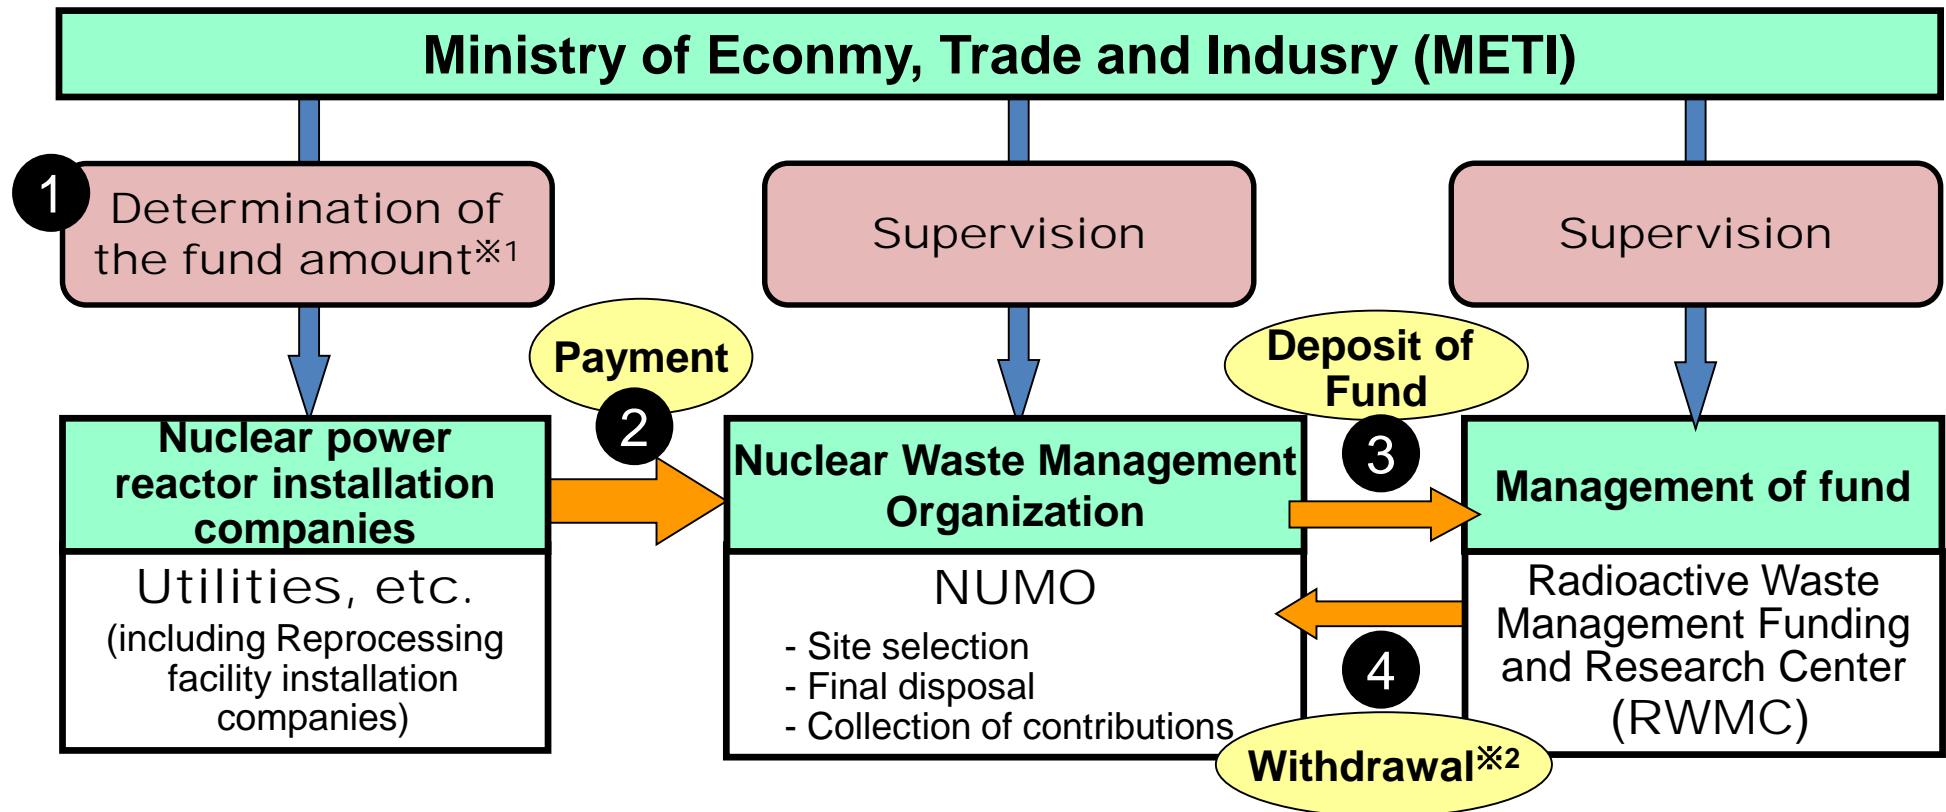 Ministry of Econmy, Trade and Indusry (METI)
1
Determination of
the fund amount※1
Supervision
Supervision
Payment
2
Deposit of
Fund
3
Nuclear power
reactor installation
companies
Utilities, etc.
(including Reprocessing
facility installation
companies)
Nuclear Waste Management
Organization
NUMO
- Site selection
- Final disposal
- Collection of contributions
Management of fund
Radioactive Waste
Management Funding
and Research Center
(RWMC)
4
Withdrawal※2